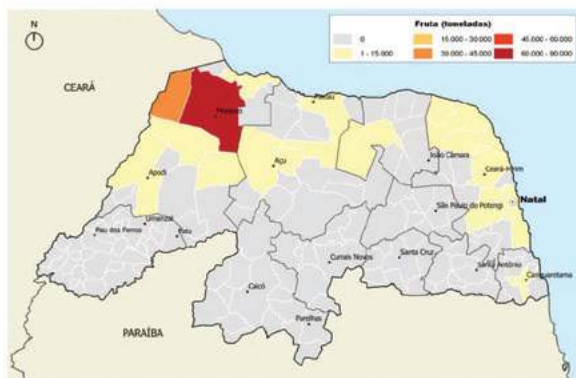 N
Fruta (toneladas)
0
15.000 - 30.000
45.000 - 60.000
1 - 15.000
30.000 - 45.000
60.000 - 90.000
CEARÁ
Mossoró
Macau
Apodi
Açu
João Câmara
Ceará-Mirim
Natal
São Paulo do Potengi
Umarizal
Pau dos Ferros
Patu
Currais Novos
Santa Cruz
Santo Antônio
Canguaretama
Caicó
Parelhas
PARAÍBA